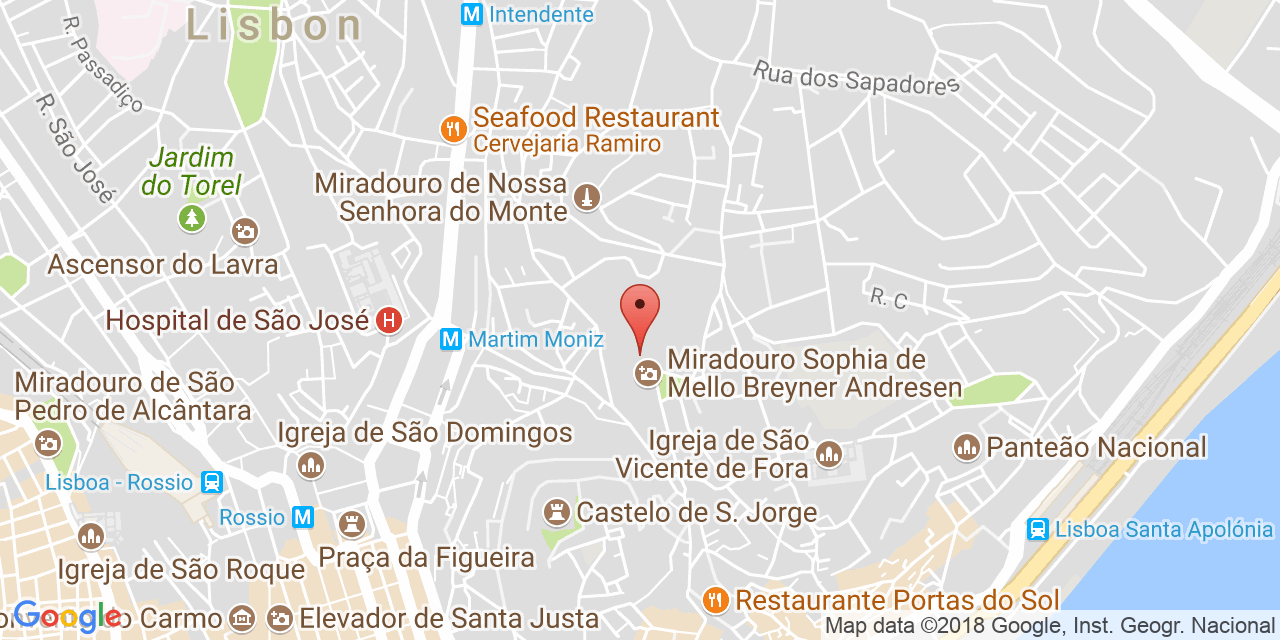 Lisbon
M Intendente
R. Passadiço
Rua dos Sapadores
R. São José
Seafood Restaurant
Cervejaria Ramiro
Jardim
do Torel
Miradouro de Nossa
Senhora do Monte
Ascensor do Lavra
R. C
Hospital de São José H
M Martim Moniz
Miradouro Sophia de
Mello Breyner Andresen
Miradouro de São
Pedro de Alcântara
Igreja de São Domingos
Igreja de São
Vicente de Fora
Panteão Nacional
Lisboa - Rossio
Rossio M
Castelo de S. Jorge
Lisboa Santa Apolónia
Praça da Figueira
Igreja de São Roque
Restaurante Portas do Sol
Google
o Carmo
Elevador de Santa Justa
Map data ©2018 Google, Inst. Geogr. Nacional